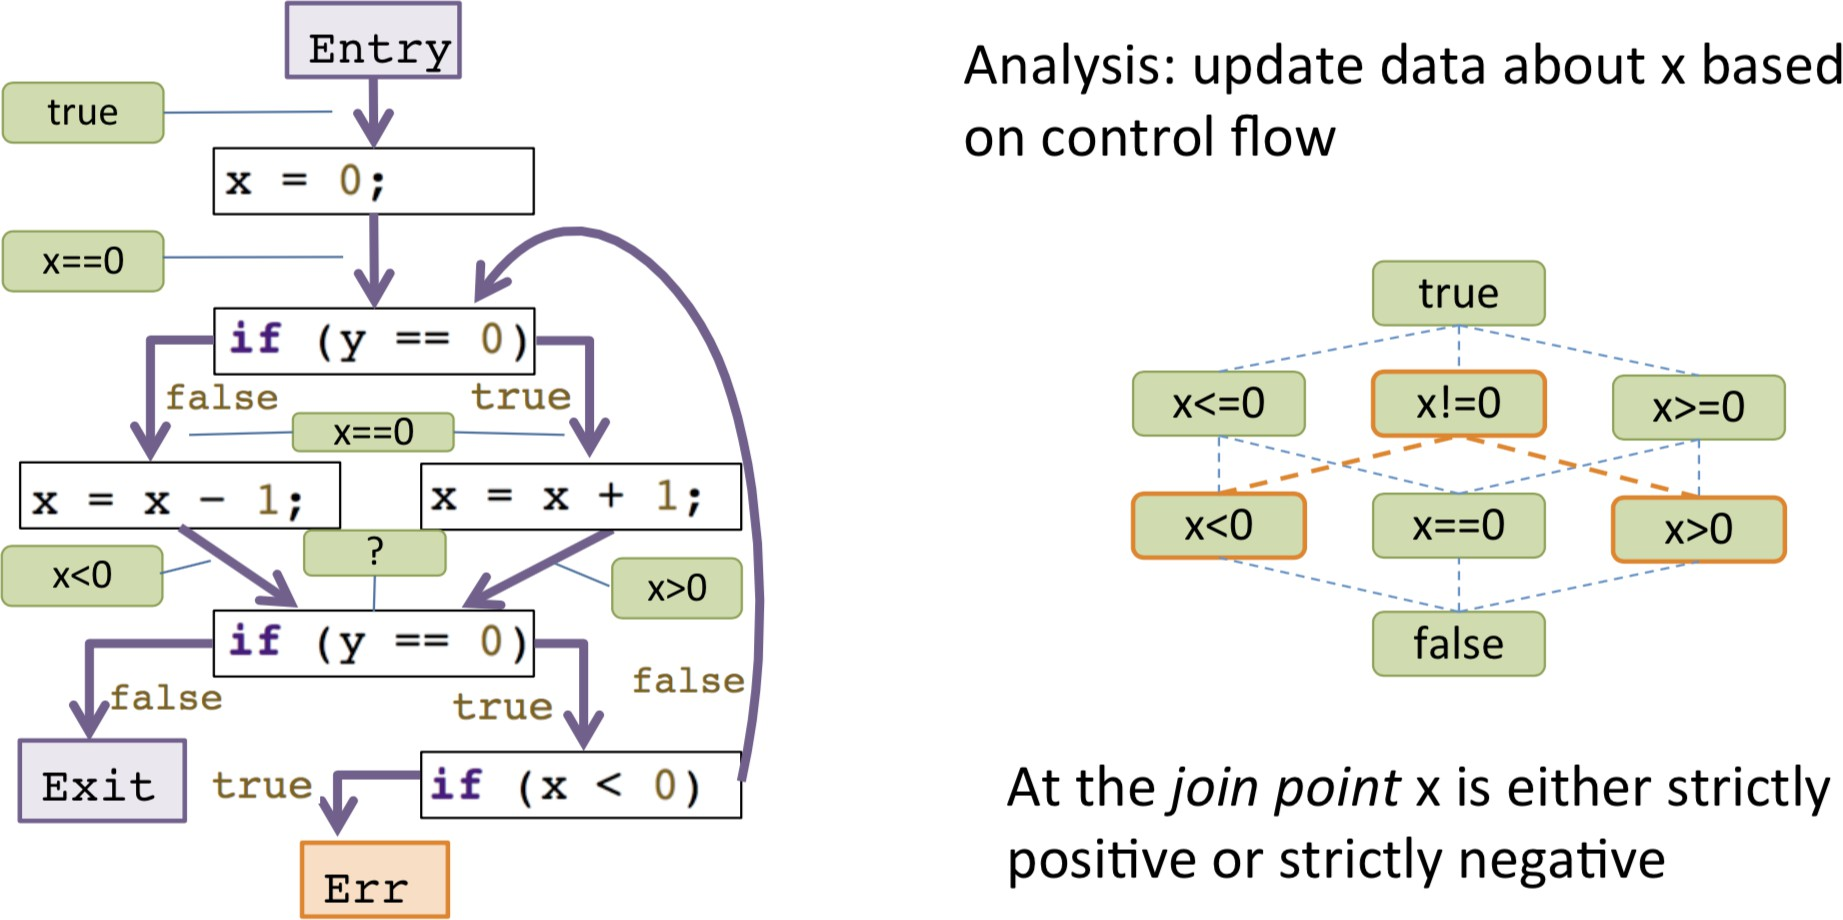 Entry
true
x = 0;
x==0
if (y == 0)
false
true
x==0
x = x - 1;
x = x + 1;
x<0
?
x>0
if (y == 0)
false
true
false
Exit
true
if (x < 0)
Err
Analysis: update data about x based
on control flow
true
x<=0
x!=0
x>=0
x<0
x==0
x>0
false
At the join point x is either strictly
positive or strictly negative